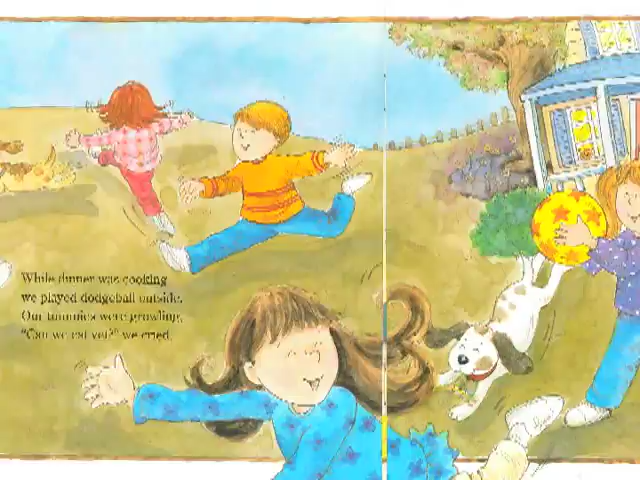 While dinner was cooking
we played dodgeball outside.
Our tummies were growling.
"Can we eat yet?" we cried.